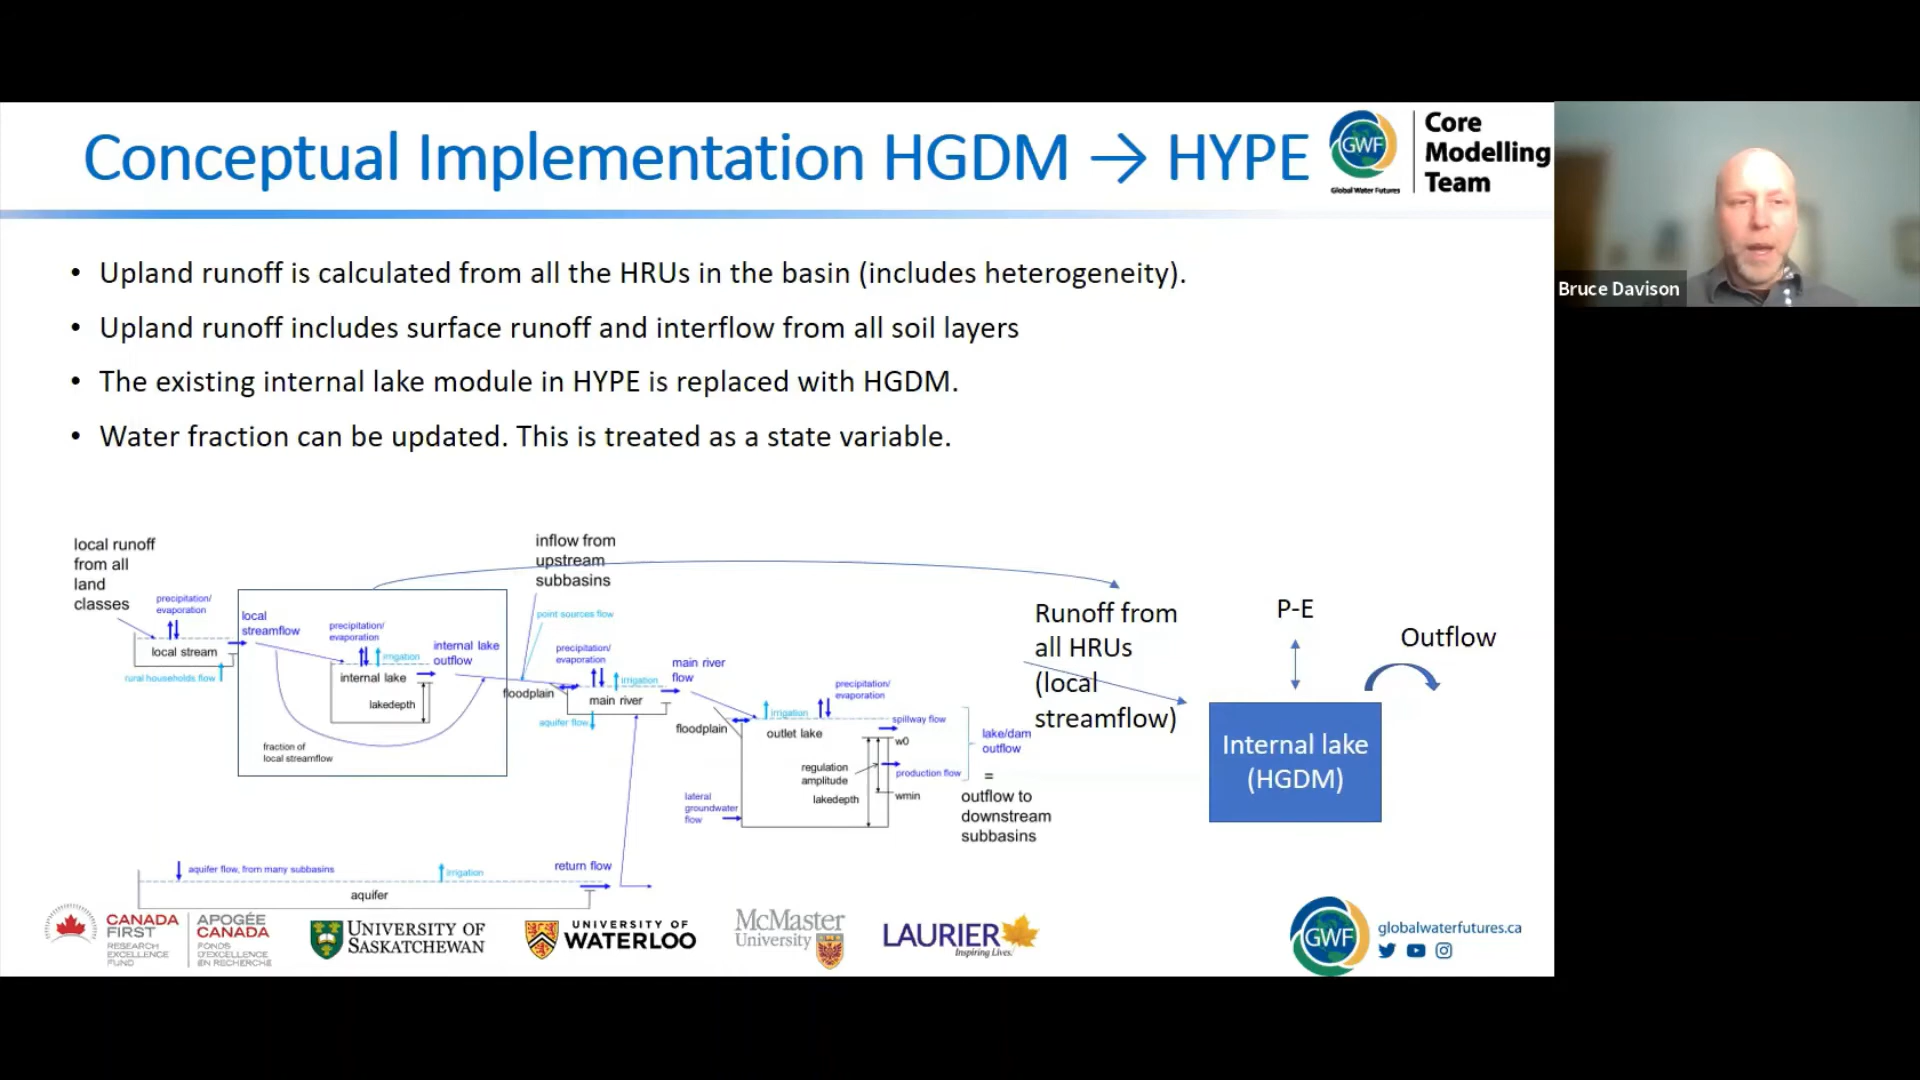 Conceptual Implementation HGDM → HYPE
GWF
Global Water Futures
Core
Modelling
Team
Bruce Davison
• Upland runoff is calculated from all the HRUs in the basin (includes heterogeneity).
• Upland runoff includes surface runoff and interflow from all soil layers
• The existing internal lake module in HYPE is replaced with HGDM.
• Water fraction can be updated. This is treated as a state variable.
local runoff
from all
land
classes
precipitation/
evaporation
local stream
rural households flow
local
streamflow
precipitation/
evaporation
irrigation
internal lake
lakedepth
internal lake
outflow
fraction of
local streamflow
inflow from
upstream
subbasins
point sources flow
precipitation/
evaporation
irrigation
floodplain
main river
aquifer flow
main river
flow
floodplain
irrigation
precipitation/
evaporation
outlet lake
spillway flow
w0
regulation
amplitude
production flow
lakedepth
wmin
lateral
groundwater
flow
lake/dam
outflow
=
outflow to
downstream
subbasins
aquifer flow, from many subbasins
irrigation
return flow
aquifer
Runoff from
all HRUs
(local
streamflow)
P-E
Outflow
Internal lake
(HGDM)
CANADA
FIRST
RESEARCH
EXCELLENCE
FUND
APOGÉE
CANADA
FONDS
D'EXCELLENCE
EN RECHERCHE
UNIVERSITY OF
SASKATCHEWAN
UNIVERSITY OF
WATERLOO
McMaster
University
LAURIER
Inspiring Lives.
GWF
globalwaterfutures.ca